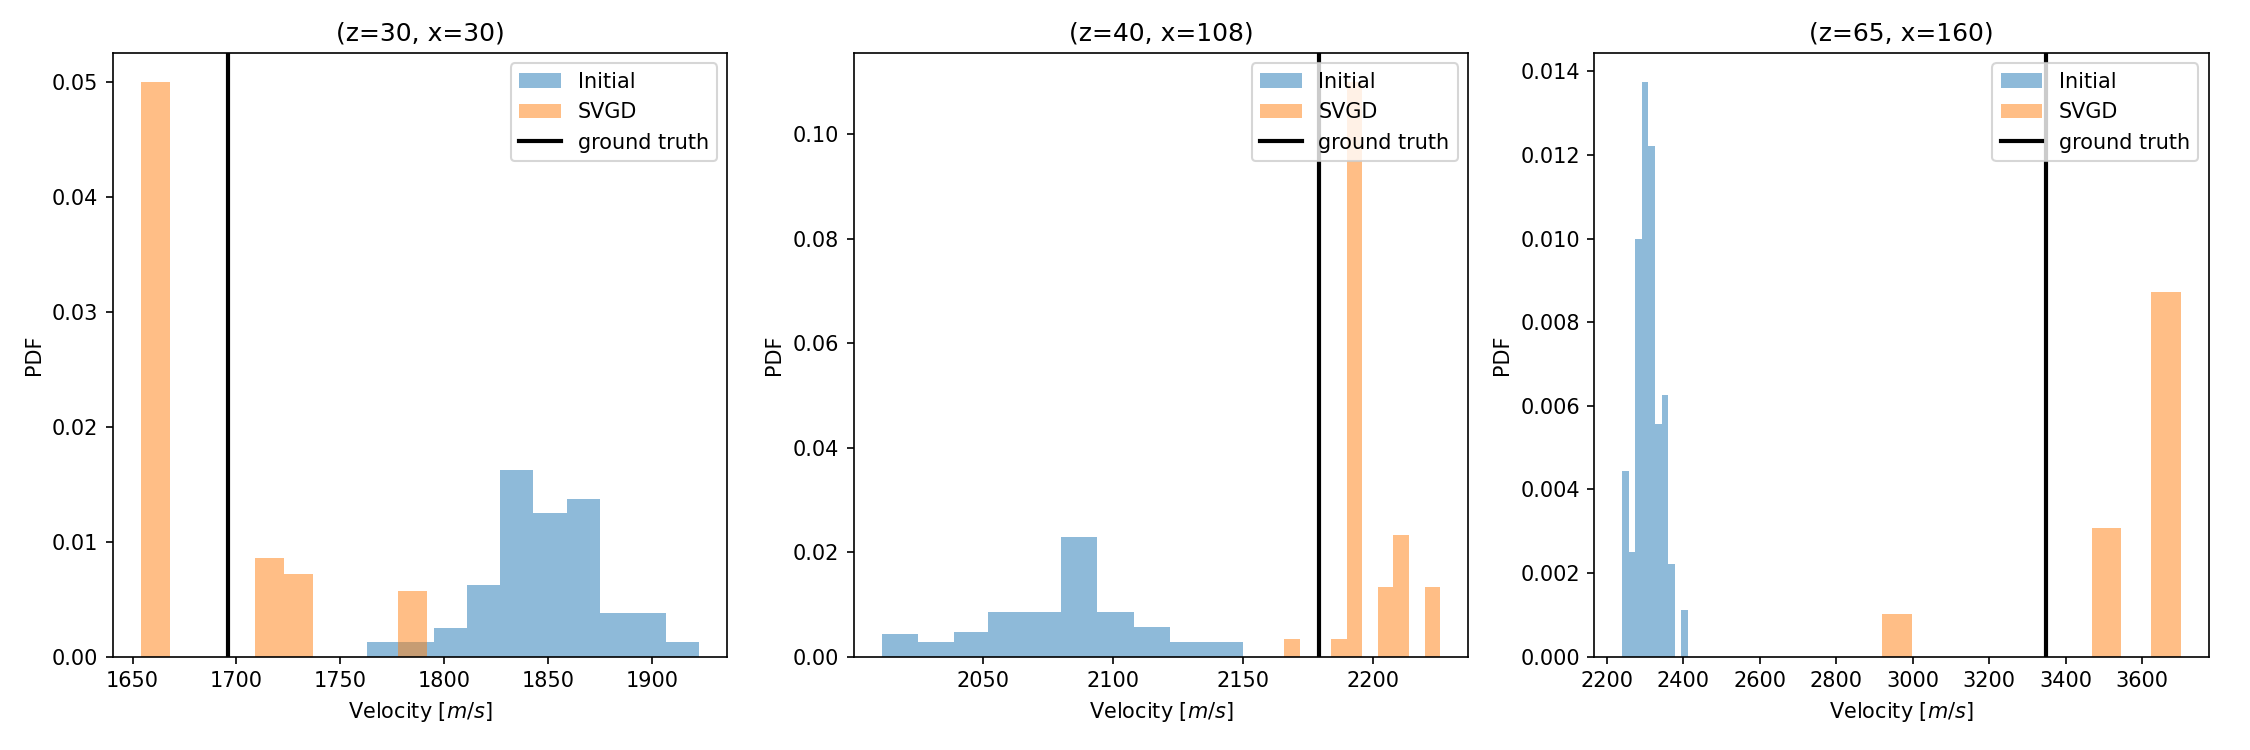 (z=30, x=30)
0.05
0.04
0.03
0.02
0.01
0.00
PDF
1650 1700 1750 1800 1850 1900
Velocity [m/s]
Initial
SVGD
ground truth
(z=40, x=108)
0.10
0.08
0.06
0.04
0.02
0.00
PDF
2050 2100 2150 2200
Velocity [m/s]
Initial
SVGD
ground truth
(z=65, x=160)
0.014
0.012
0.010
0.008
0.006
0.004
0.002
0.000
PDF
2200 2400 2600 2800 3000 3200 3400 3600
Velocity [m/s]
Initial
SVGD
ground truth